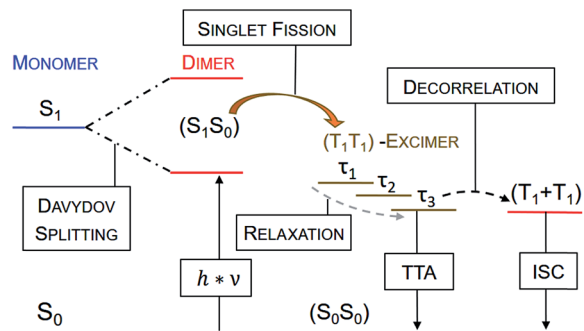 SINGLET FISSION
MONOMER
DIMER
DECORRELATION
S₁
(S₁S₀)
(T₁T₁) -EXCIMER
τ₁
τ₂
τ₃
(T₁+T₁)
DAVYDOV
SPLITTING
RELAXATION
h * ν
TTA
ISC
S₀
(S₀S₀)